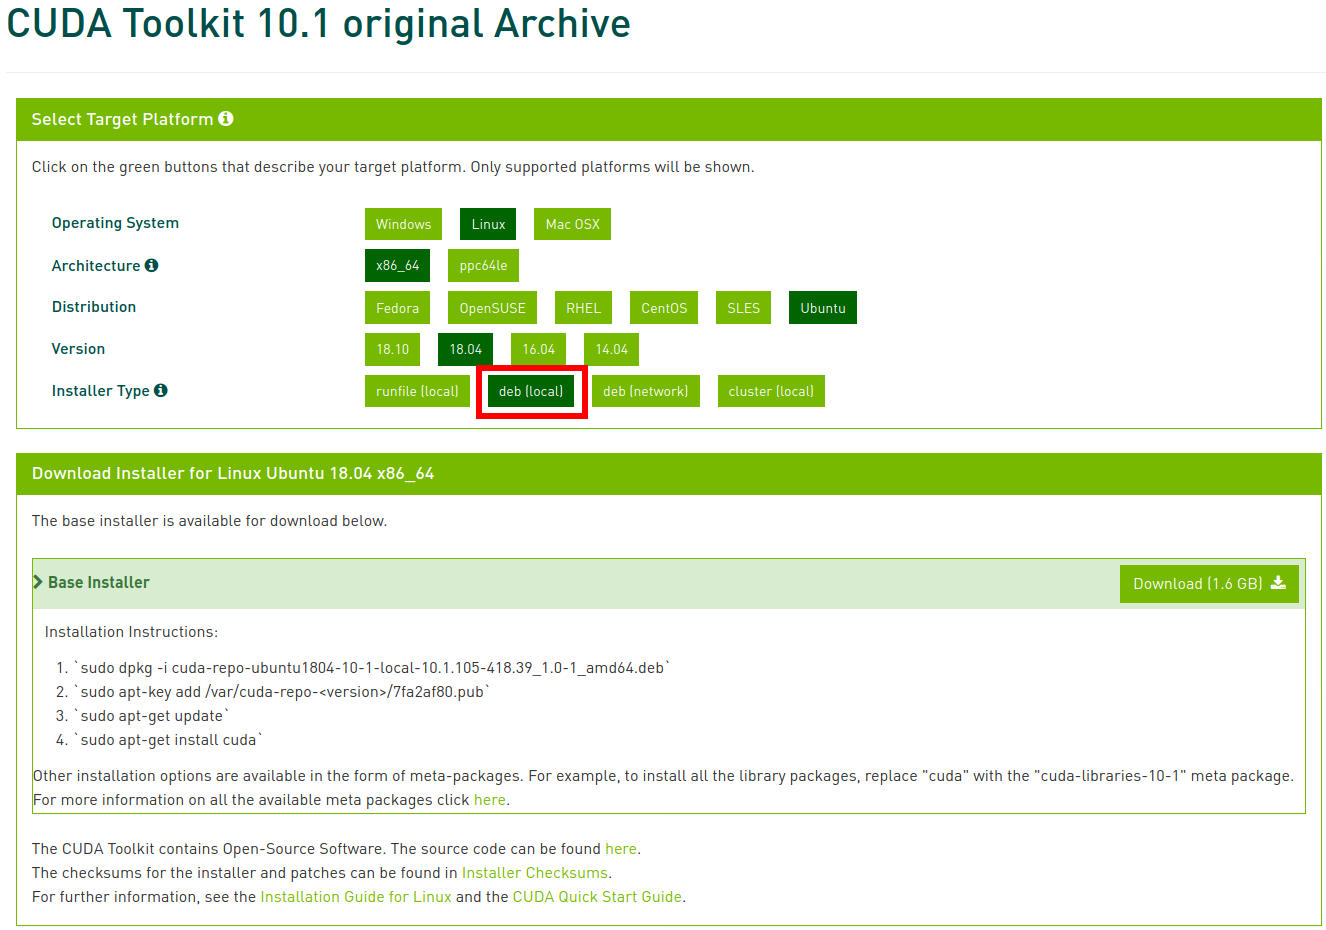 CUDA Toolkit 10.1 original Archive
Select Target Platform
Click on the green buttons that describe your target platform. Only supported platforms will be shown.
Operating System Windows Linux Mac OSX
Architecture x86_64 ppc64le
Distribution Fedora OpenSUSE RHEL CentOS SLES Ubuntu
Version 18.10 18.04 16.04 14.04
Installer Type runfile (local) deb (local) deb (network) cluster (local)
Download Installer for Linux Ubuntu 18.04 x86_64
The base installer is available for download below.
Base Installer Download (1.6 GB)
Installation Instructions:
1. `sudo dpkg -i cuda-repo-ubuntu1804-10-1-local-10.1.105-418.39_1.0-1_amd64.deb`
2. `sudo apt-key add /var/cuda-repo-<version>/7fa2af80.pub`
3. `sudo apt-get update`
4. `sudo apt-get install cuda`
Other installation options are available in the form of meta-packages. For example, to install all the library packages, replace "cuda" with the "cuda-libraries-10-1" meta package.
For more information on all the available meta packages click here.
The CUDA Toolkit contains Open-Source Software. The source code can be found here.
The checksums for the installer and patches can be found in Installer Checksums.
For further information, see the Installation Guide for Linux and the CUDA Quick Start Guide.